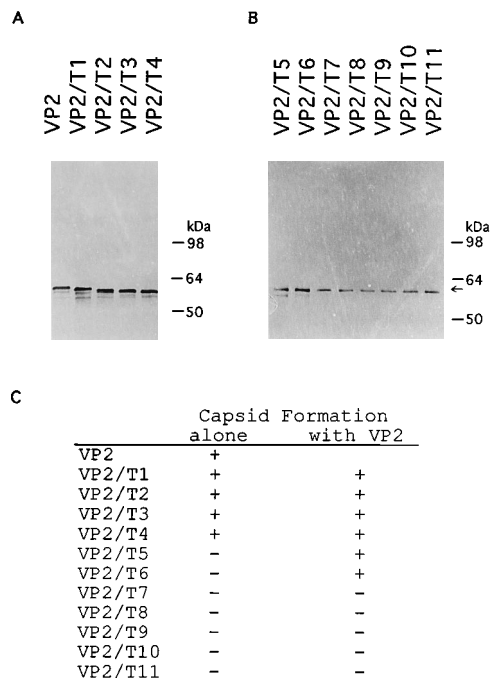 A
VP2
VP2/T1
VP2/T2
VP2/T3
VP2/T4
kDa
—98
—64
—50
B
VP2/T5
VP2/T6
VP2/T7
VP2/T8
VP2/T9
VP2/T10
VP2/T11
kDa
—98
—64
←
—50
C
Capsid Formation
alone with VP2
VP2 +
VP2/T1 + +
VP2/T2 + +
VP2/T3 + +
VP2/T4 + +
VP2/T5 – +
VP2/T6 – +
VP2/T7 – –
VP2/T8 – –
VP2/T9 – –
VP2/T10 – –
VP2/T11 – –